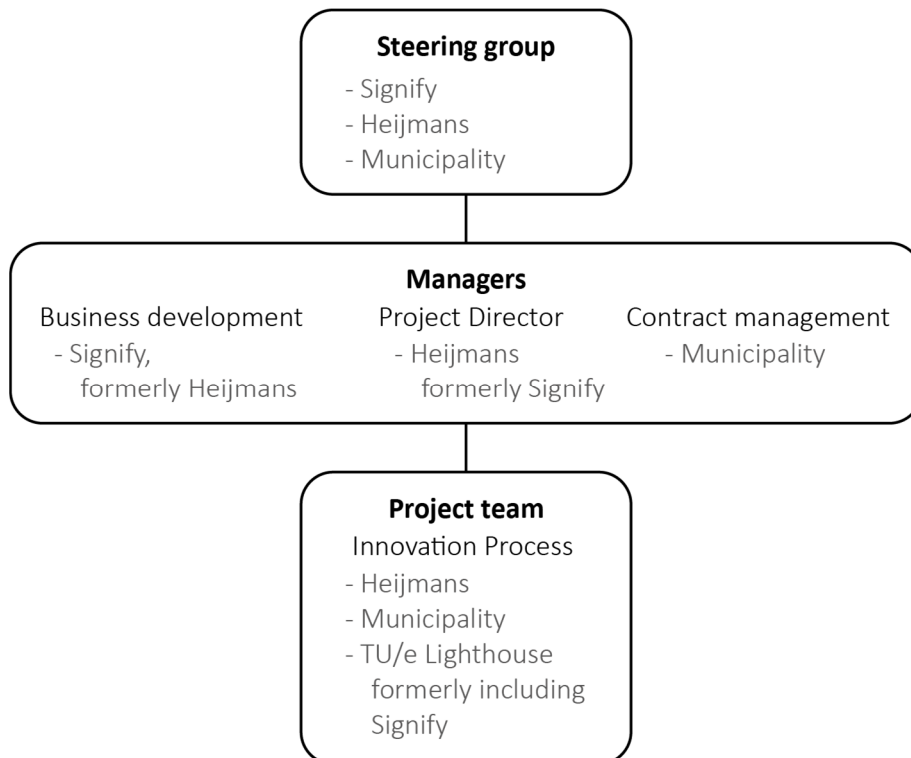 Steering group
- Signify
- Heijmans
- Municipality
Managers
Business development
- Signify,
formerly Heijmans
Project Director
- Heijmans
formerly Signify
Contract management
- Municipality
Project team
Innovation Process
- Heijmans
- Municipality
- TU/e Lighthouse
formerly including
Signify